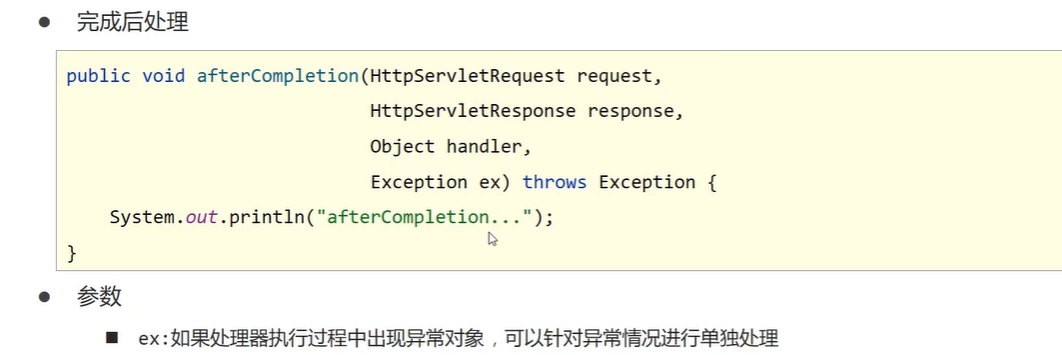 ● 完成后处理
public void afterCompletion(HttpServletRequest request,
HttpServletResponse response,
Object handler,
Exception ex) throws Exception {
System.out.println("afterCompletion...");
}
● 参数
■ ex:如果处理器执行过程中出现异常对象，可以针对异常情况进行单独处理